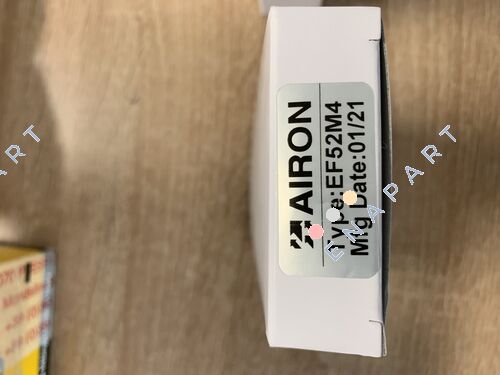 AIRON
Type:EF52M4
Mfg Date:01/21
ENAPART